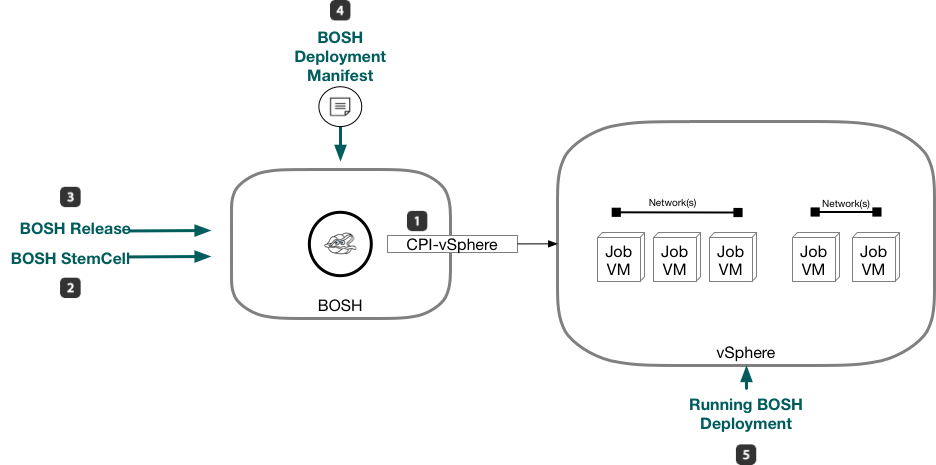 4
BOSH
Deployment
Manifest
3
BOSH Release
BOSH StemCell
2
1
CPI-vSphere
BOSH
Network(s)
Network(s)
Job
VM
Job
VM
Job
VM
Job
VM
Job
VM
vSphere
Running BOSH
Deployment
5